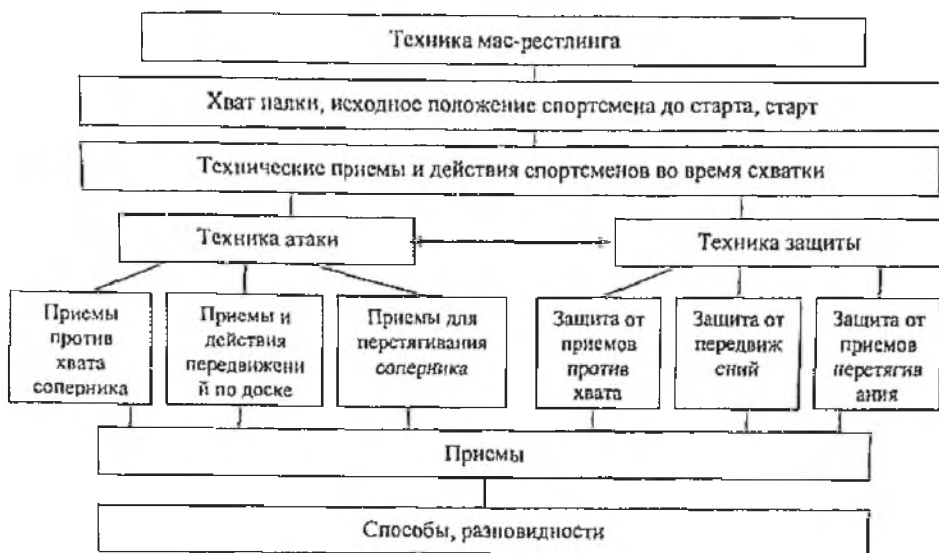 Техника мас-рестлинга
Хват палки, исходное положение спортсмена до старта, старт
Технические приемы и действия спортсменов во время схватки
Техника атаки
Техника защиты
Приемы
против
хвата
соперника
Приемы и
действия
передвижени
й по доске
Приемы для
перстягивания
соперника
Защита от
приемов
против
хвата
Защита от
передвиж
ений
Защита от
приемов
перетягив
ания
Приемы
Способы, разновидности